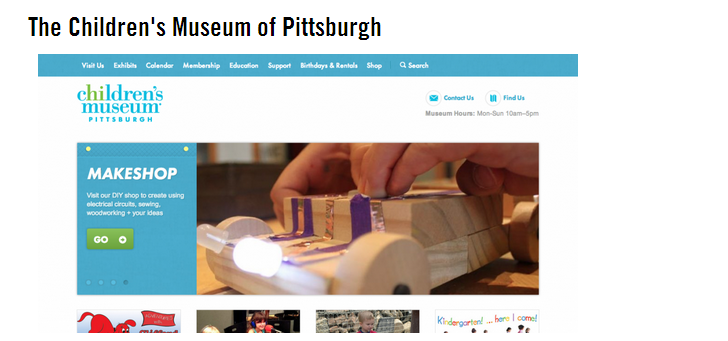 The Children's Museum of Pittsburgh
Visit Us Exhibits Calendar Membership Education Support Birthdays & Rentals Shop Search
children's
museum
PITTSBURGH
Contact Us Find Us
Museum Hours: Mon-Sun 10am–5pm
MAKESHOP
Visit our DIY shop to create using
electrical circuits, sewing,
woodworking + your ideas
GO
Kindergarten! ... here I come!